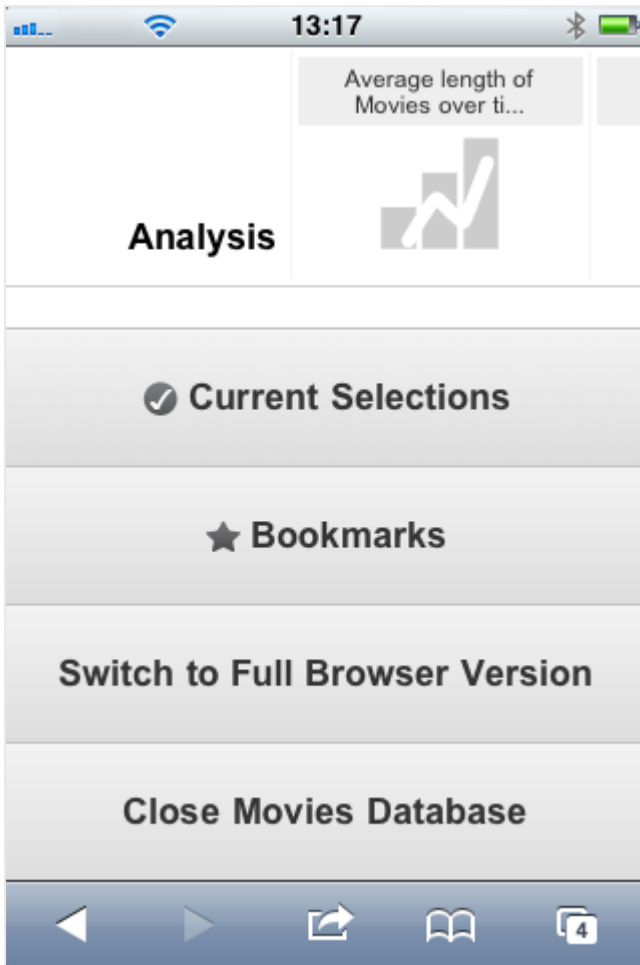 13:17
Average length of
Movies over ti...
Analysis
Current Selections
Bookmarks
Switch to Full Browser Version
Close Movies Database
4